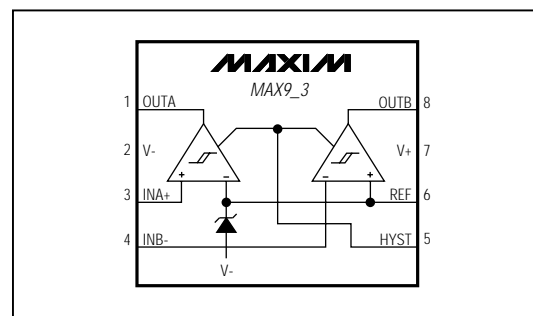 MAXIM
MAX9_3
1 OUTA OUTB 8
2 V- V+ 7
+ - - +
3 INA+ REF 6
4 INB- HYST 5
V-